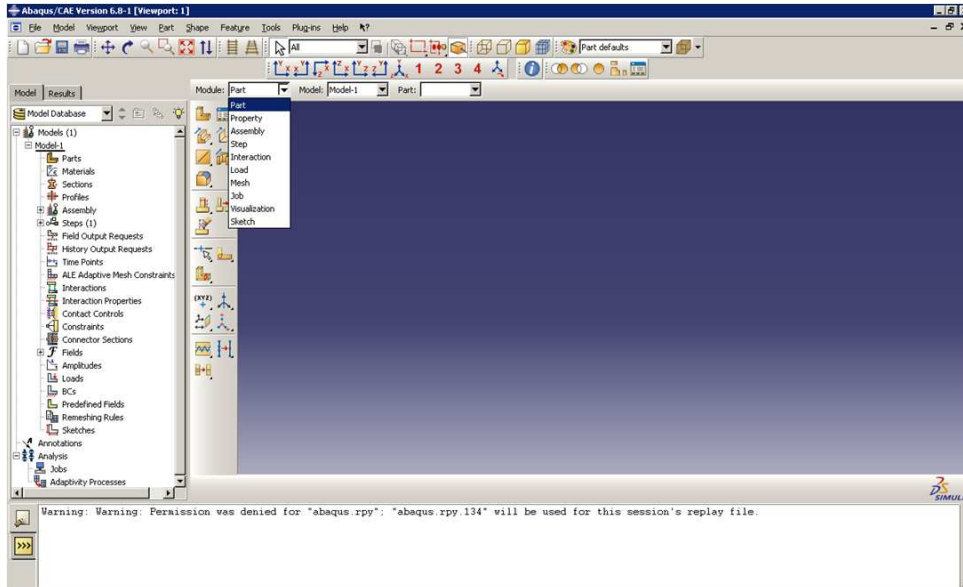 Abaqus/CAE Version 6.8-1 [Viewport: 1]
File Model Viewport View Part Shape Feature Tools Plug-ins Help
All Part defaults
1 2 3 4
Model Results
Module: Part Model: Model-1 Part:
Model Database
Models (1)
Model-1
Parts
Materials
Sections
Profiles
Assembly
Steps (1)
Field Output Requests
History Output Requests
Time Points
ALE Adaptive Mesh Constraints
Interactions
Interaction Properties
Contact Controls
Constraints
Connector Sections
Fields
Amplitudes
Loads
BCs
Predefined Fields
Remeshing Rules
Sketches
Annotations
Analysis
Jobs
Adaptivity Processes
Part
Property
Assembly
Step
Interaction
Load
Mesh
Job
Visualization
Sketch
(XYZ)
SIMUL
Warning: Warning: Permission was denied for "abaqus.rpy"; "abaqus.rpy.134" will be used for this session's replay file.
>>>